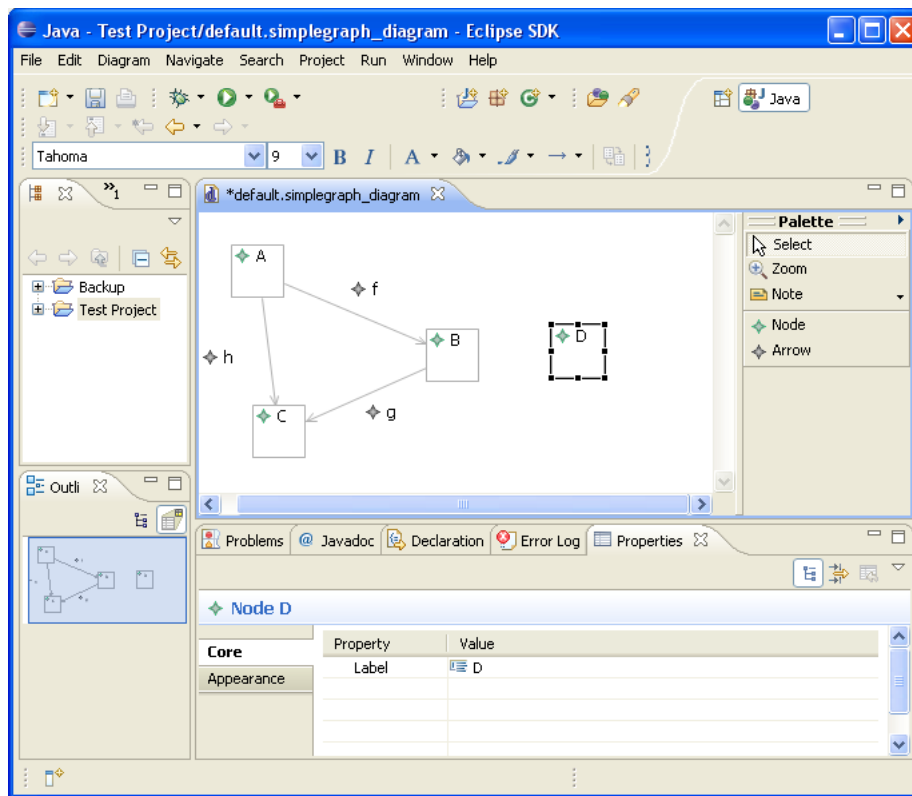 Java - Test Project/default.simplegraph_diagram - Eclipse SDK
File Edit Diagram Navigate Search Project Run Window Help
Java
Tahoma 9 B I A
»1
*default.simplegraph_diagram
Palette
Select
Zoom
Note
Node
Arrow
Backup
Test Project
A
f
B
D
h
C
g
Outli
Problems @ Javadoc Declaration Error Log Properties
Node D
Core
Appearance
Property Value
Label D